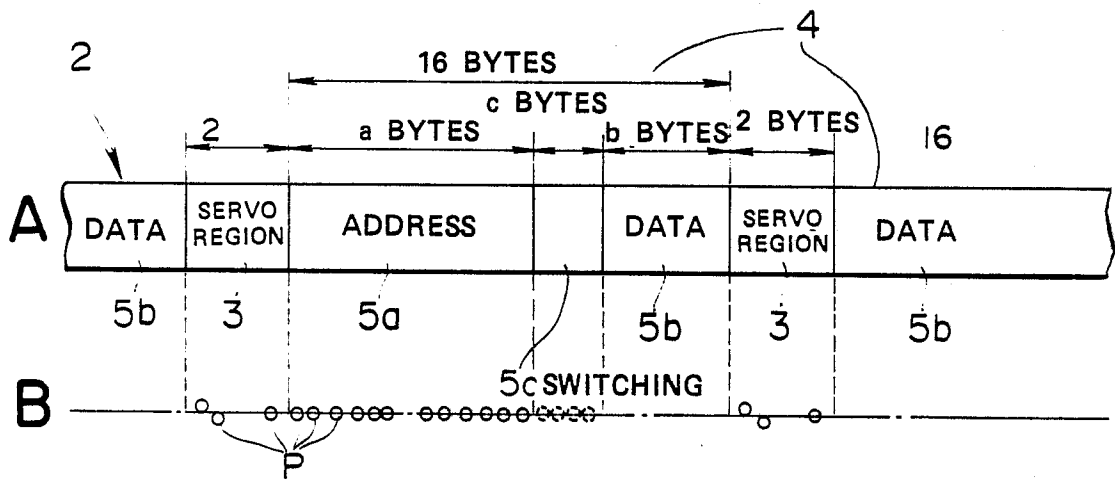 4
2
16 BYTES
c BYTES
2 a BYTES b BYTES 2 BYTES 16
A DATA SERVO REGION ADDRESS DATA SERVO REGION DATA
5b 3 5a 5b 3 5b
5c SWITCHING
B
P